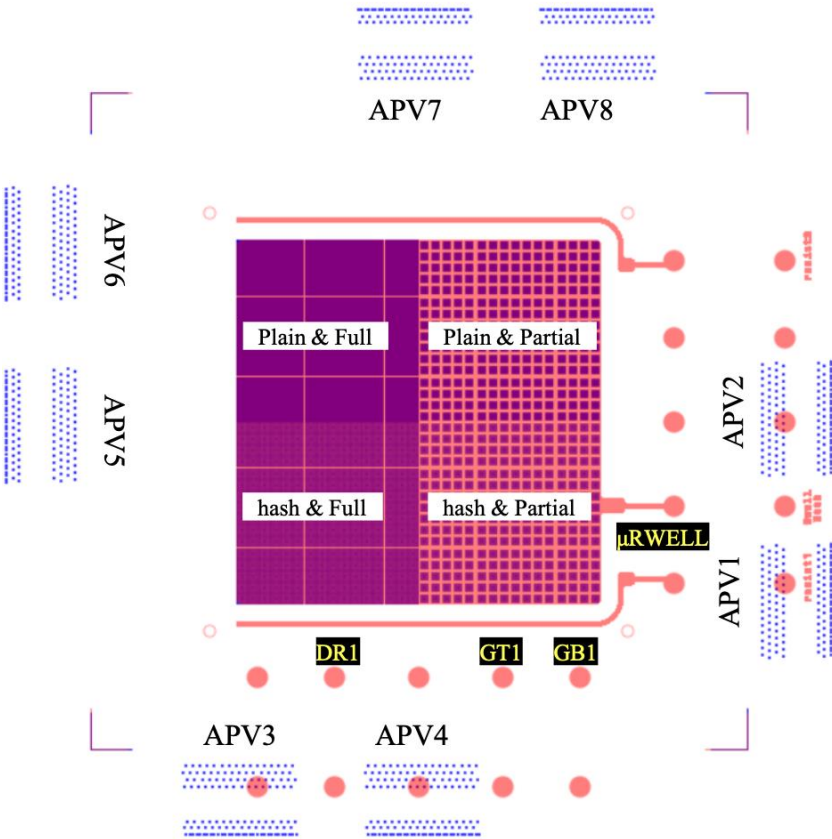 APV7
APV8
APV6
APV5
Plain & Full
Plain & Partial
hash & Full
hash & Partial
APV2
µRWELL
APV1
DR1
GT1
GB1
APV3
APV4